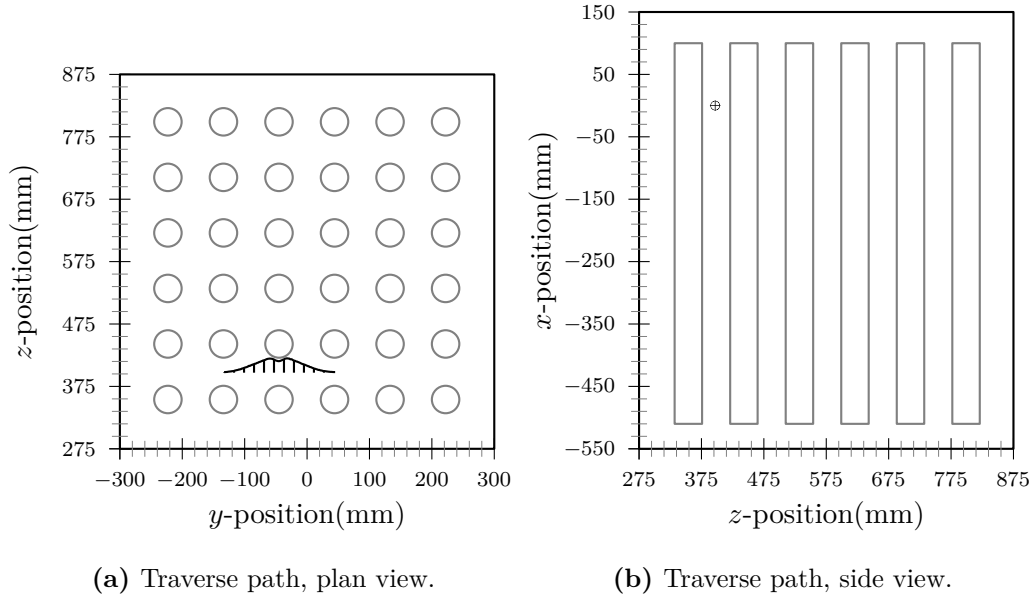 875
775
675
575
475
375
275
−300 −200 −100 0 100 200 300
z-position(mm)
y-position(mm)
(a) Traverse path, plan view.
150
50
−50
−150
−250
−350
−450
−550
275 375 475 575 675 775 875
x-position(mm)
z-position(mm)
(b) Traverse path, side view.